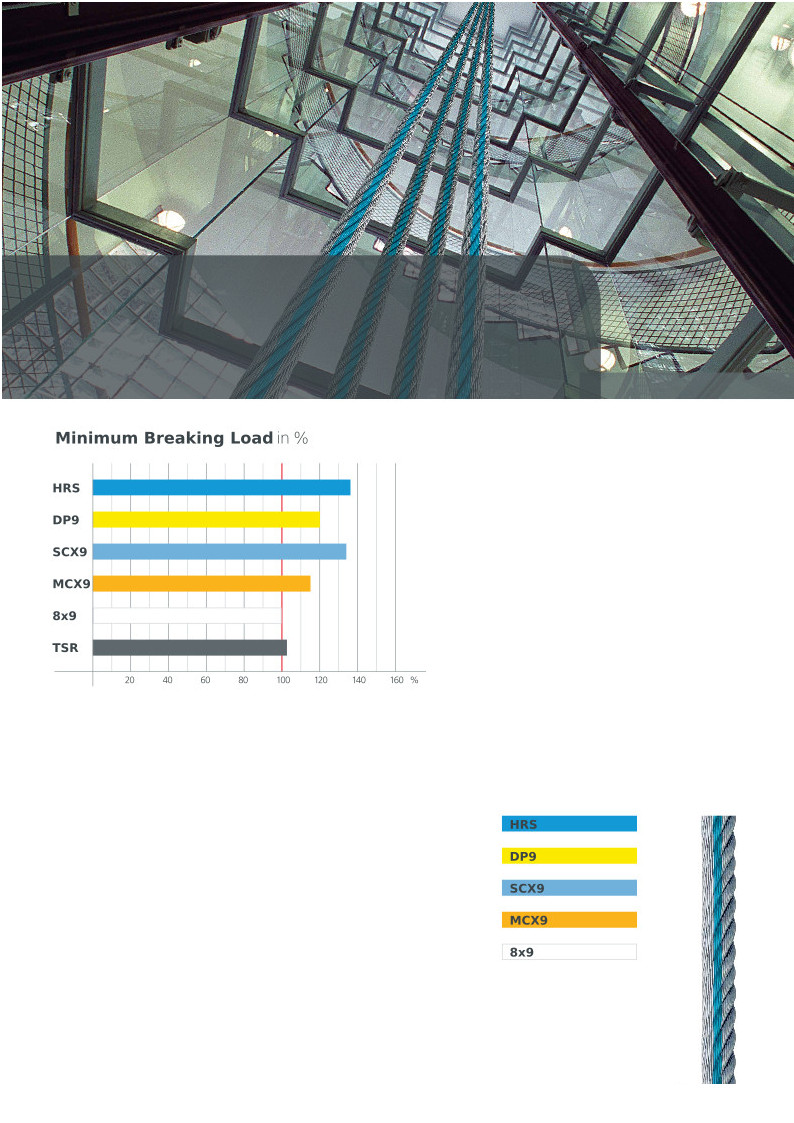 Minimum Breaking Load in %
HRS
DP9
SCX9
MCX9
8x9
TSR
20 40 60 80 100 120 140 160 %
HRS
DP9
SCX9
MCX9
8x9